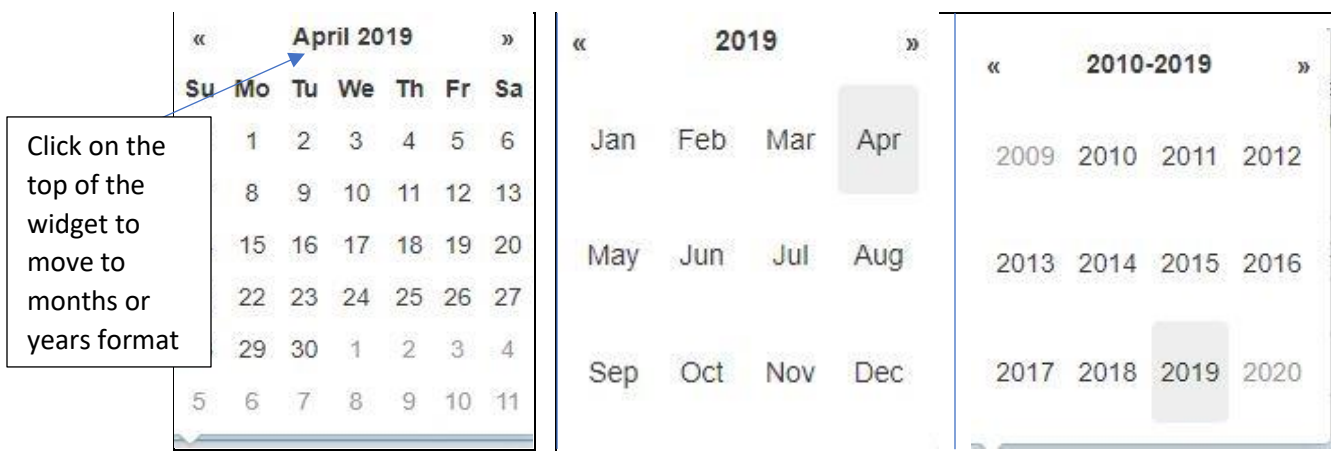 « April 2019 »
Su Mo Tu We Th Fr Sa
1 2 3 4 5 6
8 9 10 11 12 13
15 16 17 18 19 20
22 23 24 25 26 27
29 30 1 2 3 4
5 6 7 8 9 10 11
Click on the
top of the
widget to
move to
months or
years format
« 2019 »
Jan Feb Mar Apr
May Jun Jul Aug
Sep Oct Nov Dec
« 2010-2019 »
2009 2010 2011 2012
2013 2014 2015 2016
2017 2018 2019 2020